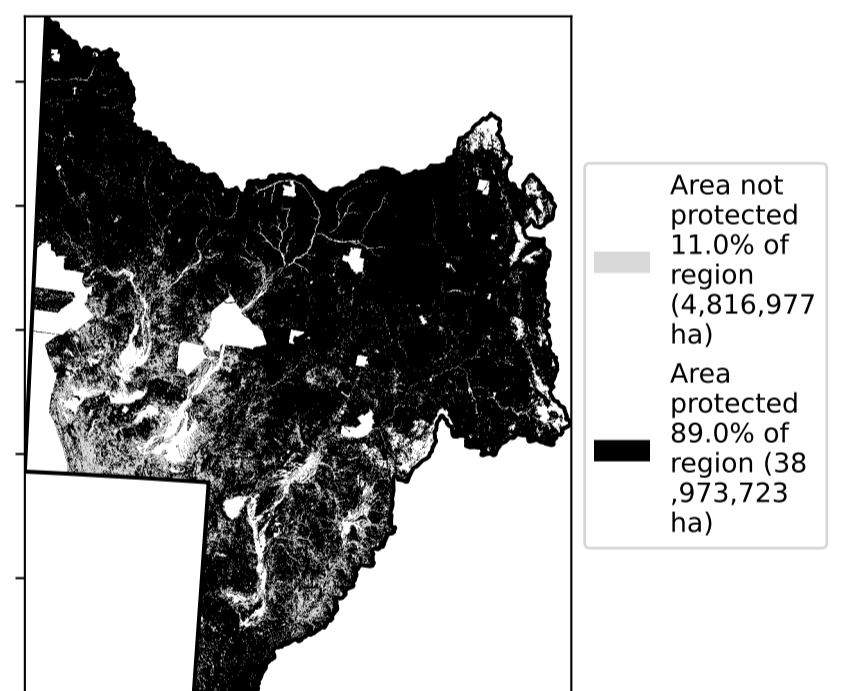 Area not
protected
11.0% of
region
(4,816,977
ha)
Area
protected
89.0% of
region (38
,973,723
ha)